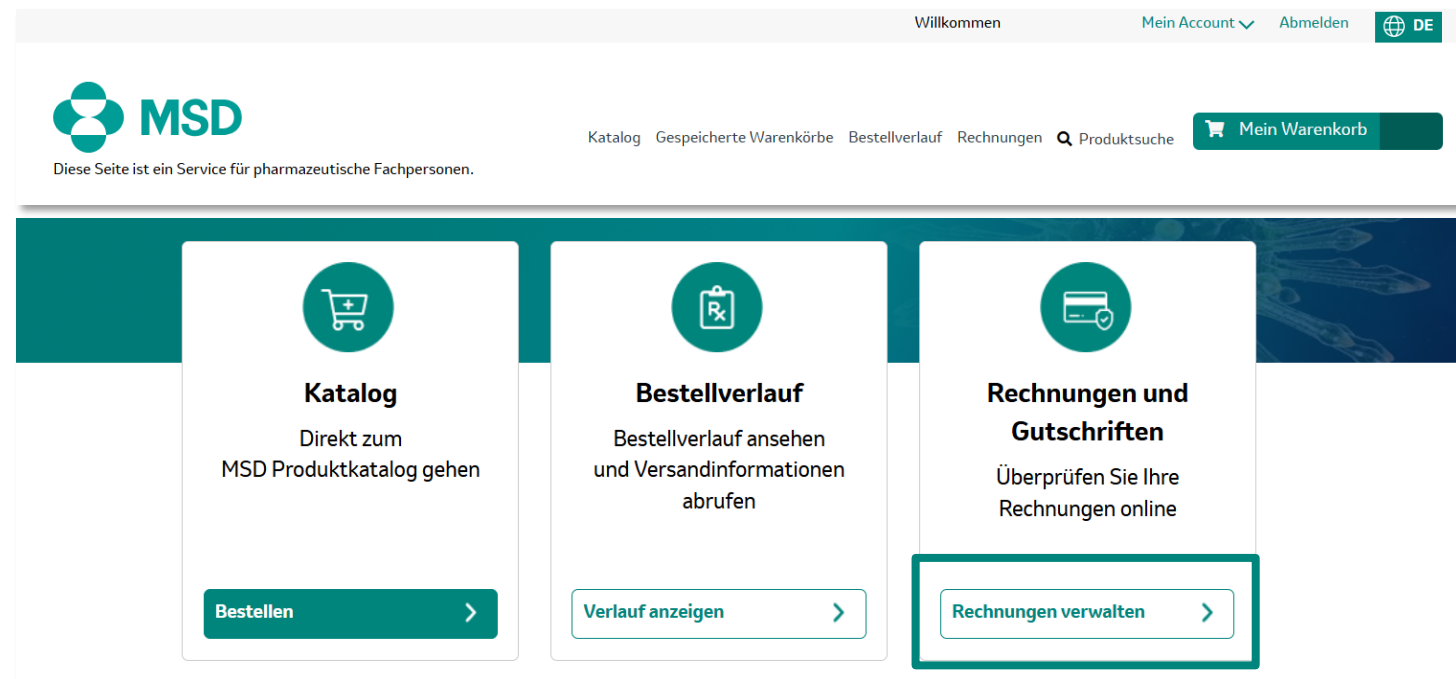 Willkommen Mein Account Abmelden DE
MSD
Diese Seite ist ein Service für pharmazeutische Fachpersonen.
Katalog Gespeicherte Warenkörbe Bestellverlauf Rechnungen Produktsuche Mein Warenkorb
Katalog
Direkt zum
MSD Produktkatalog gehen
Bestellen
Bestellverlauf
Bestellverlauf ansehen
und Versandinformationen
abrufen
Verlauf anzeigen
Rechnungen und
Gutschriften
Überprüfen Sie Ihre
Rechnungen online
Rechnungen verwalten